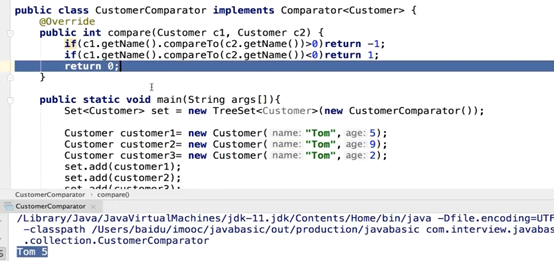 public class CustomerComparator implements Comparator<Customer> {
@Override
public int compare(Customer c1, Customer c2) {
if(c1.getName().compareTo(c2.getName())>0)return -1;
if(c1.getName().compareTo(c2.getName())<0)return 1;
return 0;
}
public static void main(String args[]){
Set<Customer> set = new TreeSet<Customer>(new CustomerComparator());
Customer customer1= new Customer( name: "Tom", age: 5);
Customer customer2= new Customer( name: "Tom", age: 9);
Customer customer3= new Customer( name: "Tom", age: 2);
set.add(customer1);
set.add(customer2);
set.add(customer3);
CustomerComparator › compare()
CustomerComparator ×
/Library/Java/JavaVirtualMachines/jdk-11.jdk/Contents/Home/bin/java -Dfile.encoding=UTF
-classpath /Users/baidu/imooc/javabasic/out/production/javabasic com.interview.javabasic
.collection.CustomerComparator
Tom 5